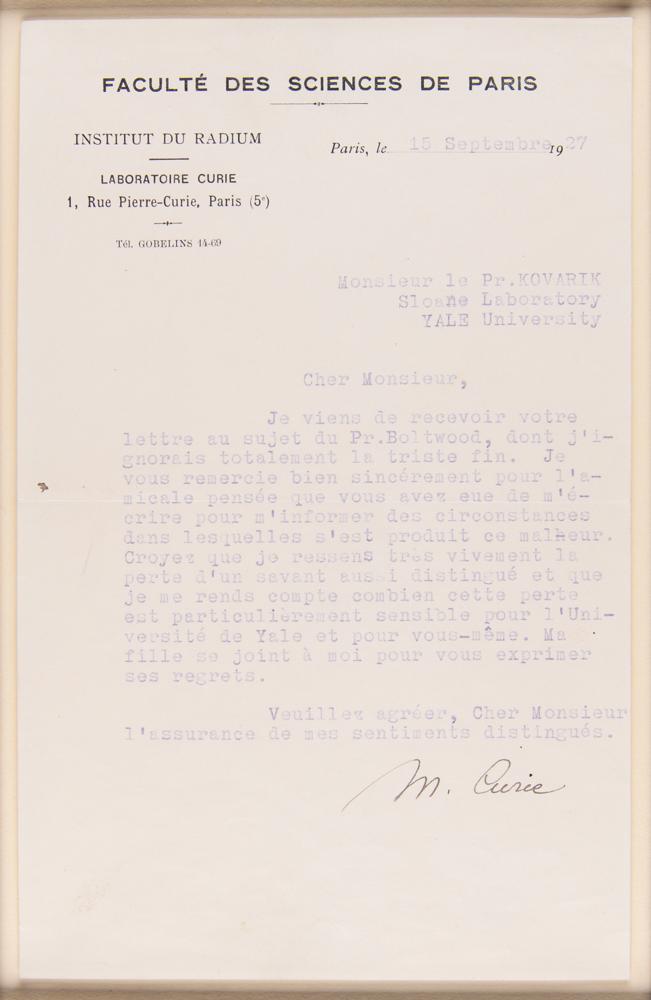 FACULTÉ DES SCIENCES DE PARIS
INSTITUT DU RADIUM
LABORATOIRE CURIE
1, Rue Pierre-Curie, Paris (5e)
Tél. GOBELINS 14-69
Paris, le 15 Septembre 1927
Monsieur le Pr.KOVARIK
Sloane Laboratory
YALE University
Cher Monsieur,
Je viens de recevoir votre
lettre au sujet du Pr.Boltwood, dont j'i-
gnorais totalement la triste fin. Je
vous remercie bien sincèrement pour l'a-
micale pensée que vous avez eue de m'é-
crire pour m'informer des circonstances
dans lesquelles s'est produit ce malheur.
Croyez que je ressens très vivement la
perte d'un savant aussi distingué et que
je me rends compte combien cette perte
est particulièrement sensible pour l'Uni-
versité de Yale et pour vous-même. Ma
fille se joint à moi pour vous exprimer
ses regrets.
Veuillez agréer, Cher Monsieur
l'assurance de mes sentiments distingués.
M. Curie